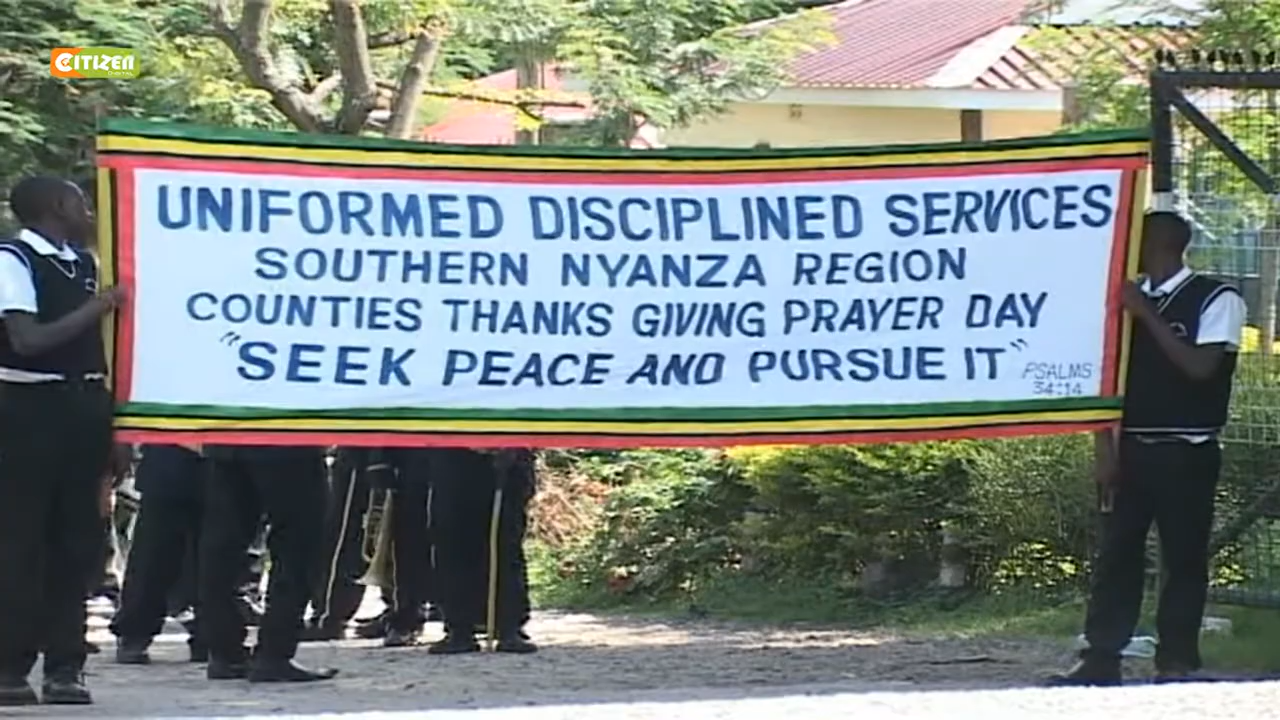 CITIZEN
DIGITAL
UNIFORMED DISCIPLINED SERVICES
SOUTHERN NYANZA REGION
COUNTIES THANKS GIVING PRAYER DAY
"SEEK PEACE AND PURSUE IT"
PSALMS
34:14